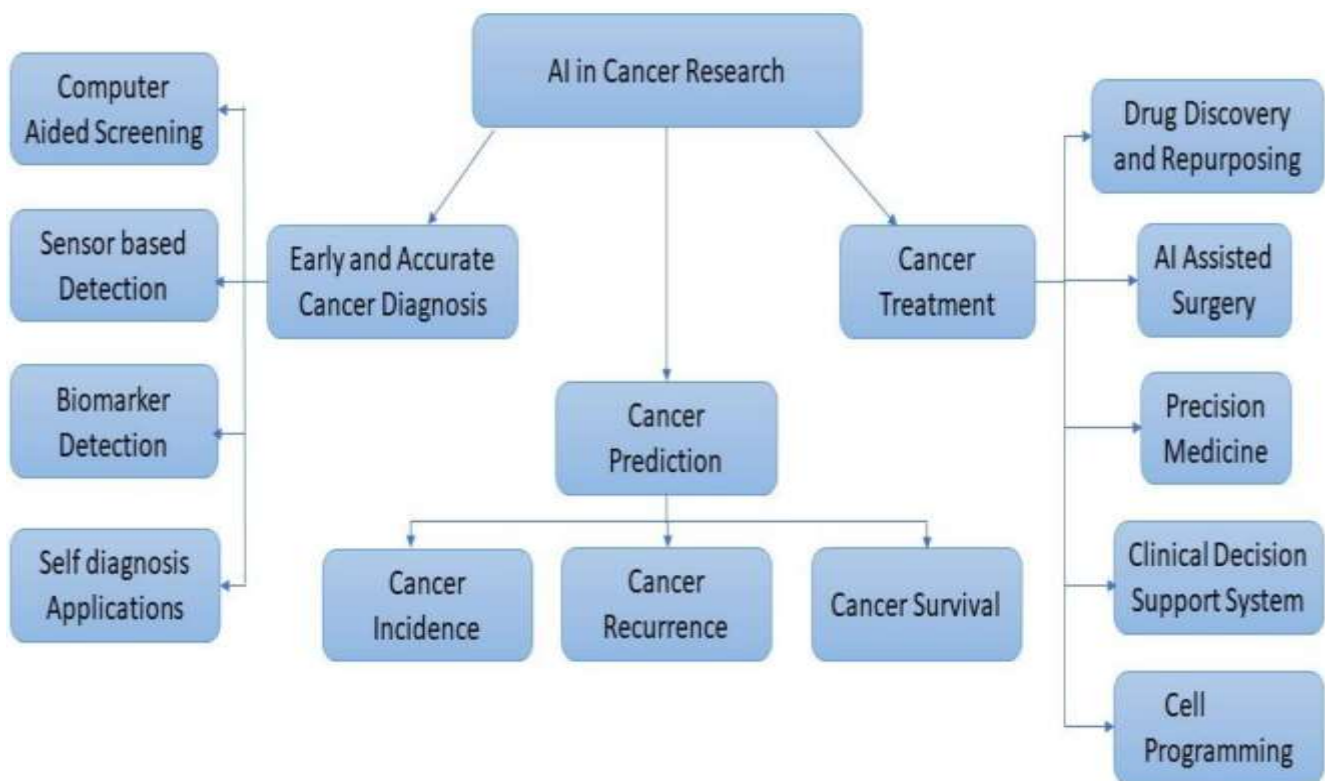 AI in Cancer Research
Computer
Aided Screening
Sensor based
Detection
Biomarker
Detection
Self diagnosis
Applications
Early and Accurate
Cancer Diagnosis
Cancer
Prediction
Cancer
Incidence
Cancer
Recurrence
Cancer Survival
Cancer
Treatment
Drug Discovery
and Repurposing
AI Assisted
Surgery
Precision
Medicine
Clinical Decision
Support System
Cell
Programming